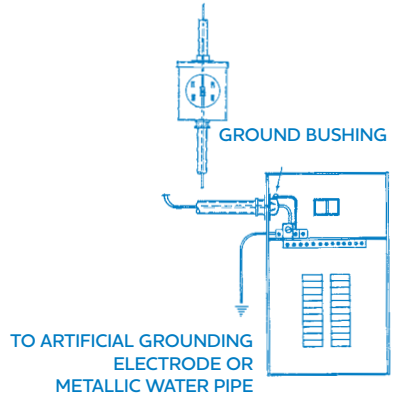 GROUND BUSHING
TO ARTIFICIAL GROUNDING
ELECTRODE OR
METALLIC WATER PIPE